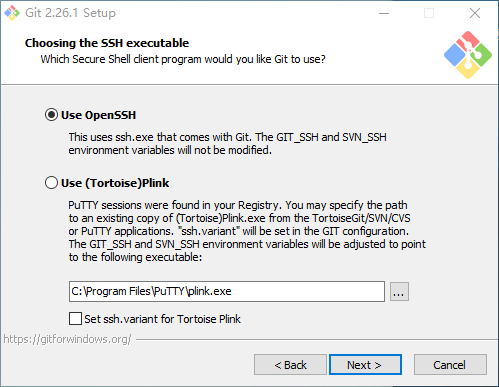 Git 2.26.1 Setup
Choosing the SSH executable
Which Secure Shell client program would you like Git to use?
Use OpenSSH
This uses ssh.exe that comes with Git. The GIT_SSH and SVN_SSH
environment variables will not be modified.
Use (Tortoise)Plink
PuTTY sessions were found in your Registry. You may specify the path
to an existing copy of (Tortoise)Plink.exe from the TortoiseGit/SVN/CVS
or PuTTY applications. "ssh.variant" will be set in the GIT configuration.
The GIT_SSH and SVN_SSH environment variables will be adjusted to point
to the following executable:
C:\Program Files\PuTTY\plink.exe
...
Set ssh.variant for Tortoise Plink
https://gitforwindows.org/
< Back
Next >
Cancel